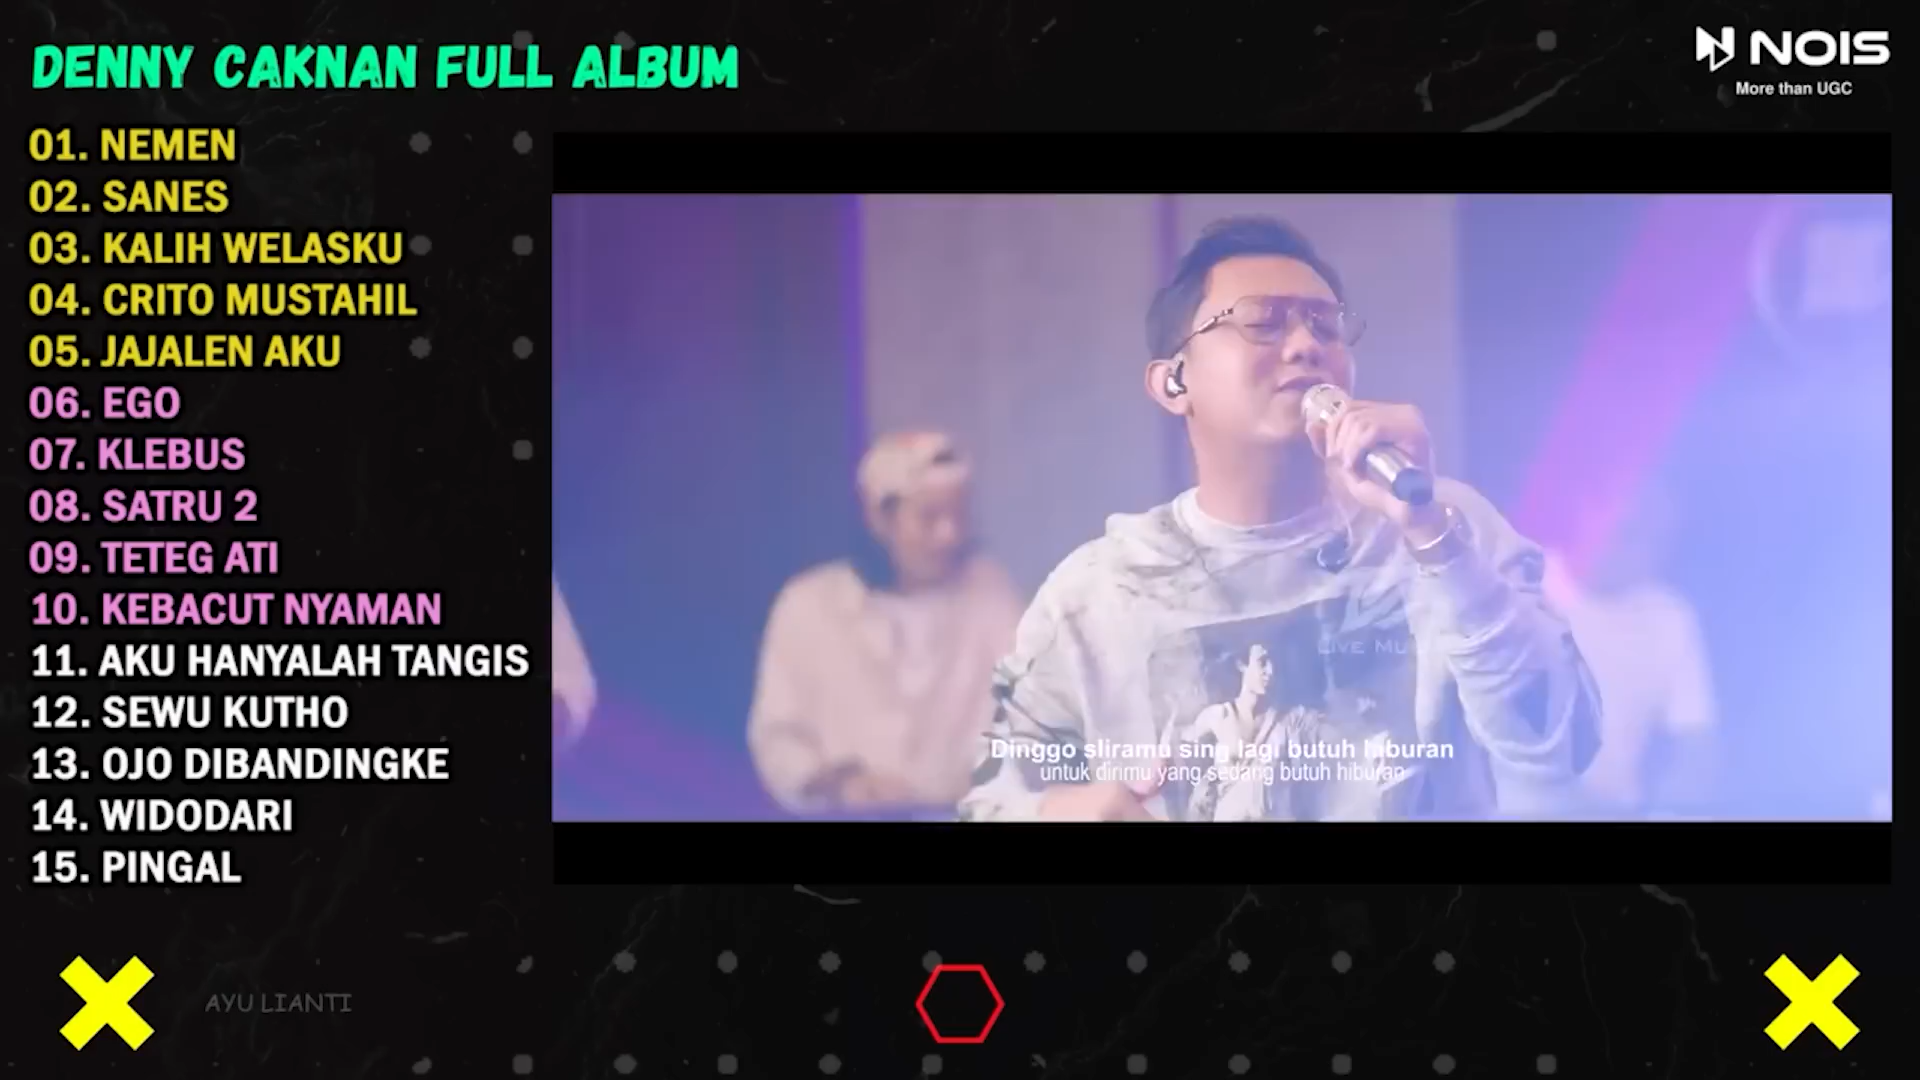 DENNY CAKNAN FULL ALBUM
NOIS
More than UGC
01. NEMEN
02. SANES
03. KALIH WELASKU
04. CRITO MUSTAHIL
05. JAJALEN AKU
06. EGO
07. KLEBUS
08. SATRU 2
09. TETEG ATI
10. KEBACUT NYAMAN
11. AKU HANYALAH TANGIS
12. SEWU KUTHO
13. OJO DIBANDINGKE
14. WIDODARI
15. PINGAL
LIVE
Dinggo sliramu sing lagi butuh hiburan
untuk dirimu yang sedang butuh hiburan
AYU LIANTI